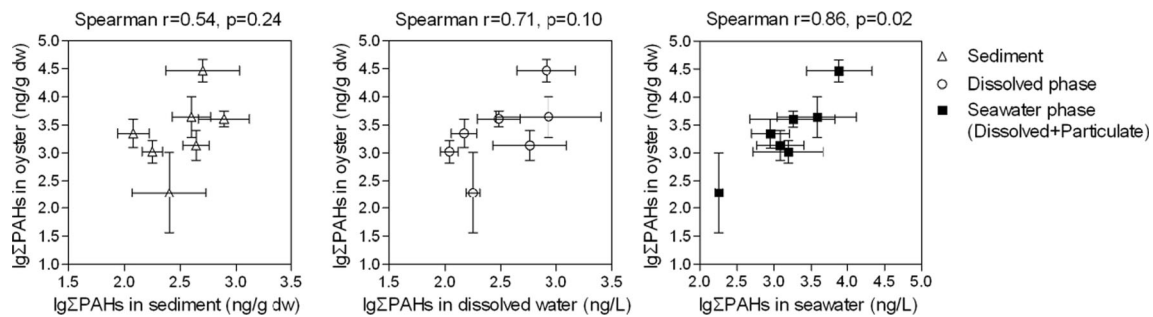 Spearman r=0.54, p=0.24
Spearman r=0.71, p=0.10
Spearman r=0.86, p=0.02
lgΣPAHs in oyster (ng/g dw)
5.0
4.5
4.0
3.5
3.0
2.5
2.0
1.5
1.0
1.5 2.0 2.5 3.0 3.5
lgΣPAHs in sediment (ng/g dw)
lgΣPAHs in oyster (ng/g dw)
5.0
4.5
4.0
3.5
3.0
2.5
2.0
1.5
1.0
1.5 2.0 2.5 3.0 3.5
lgΣPAHs in dissolved water (ng/L)
lgΣPAHs in oyster (ng/g dw)
5.0
4.5
4.0
3.5
3.0
2.5
2.0
1.5
1.0
2.0 2.5 3.0 3.5 4.0 4.5 5.0
lgΣPAHs in seawater (ng/L)
Sediment
Dissolved phase
Seawater phase
(Dissolved+Particulate)